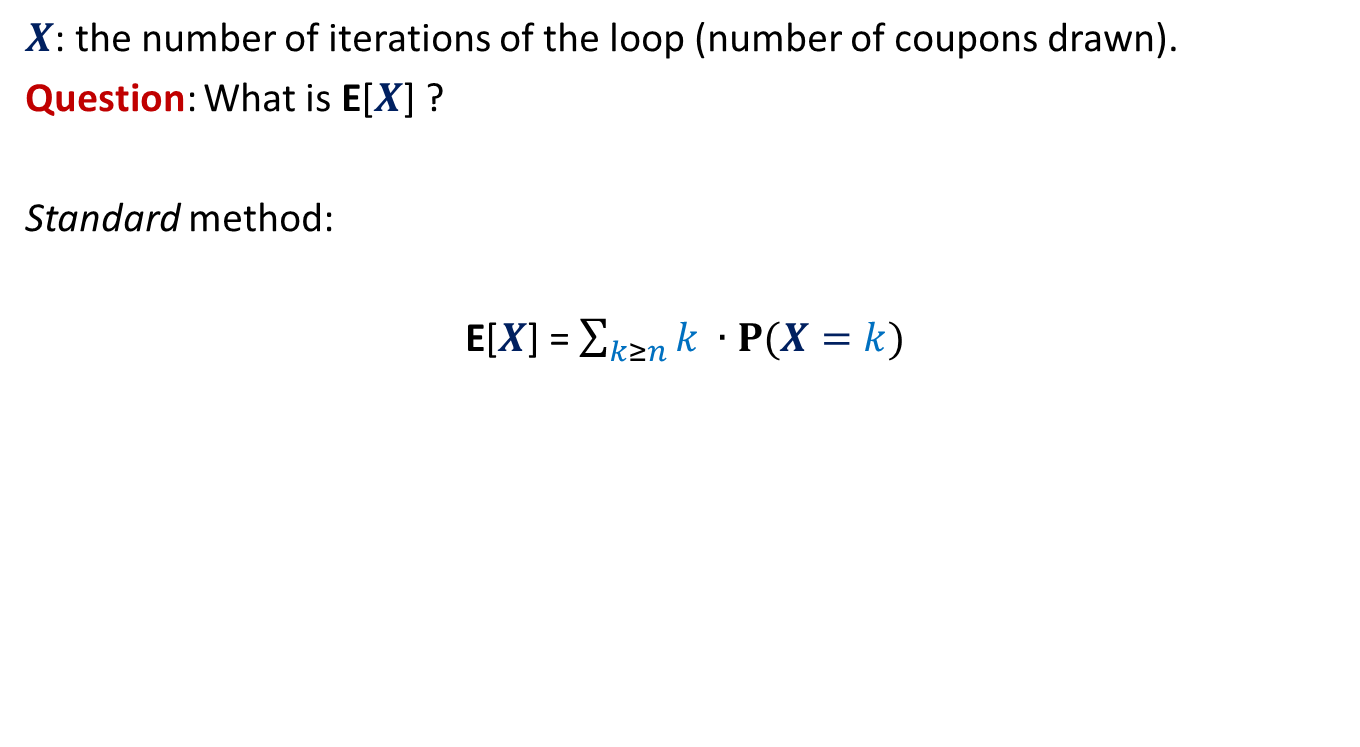 X: the number of iterations of the loop (number of coupons drawn).
Question: What is E[X] ?
Standard method:
E[X] = ∑k≥n k · P(X = k)